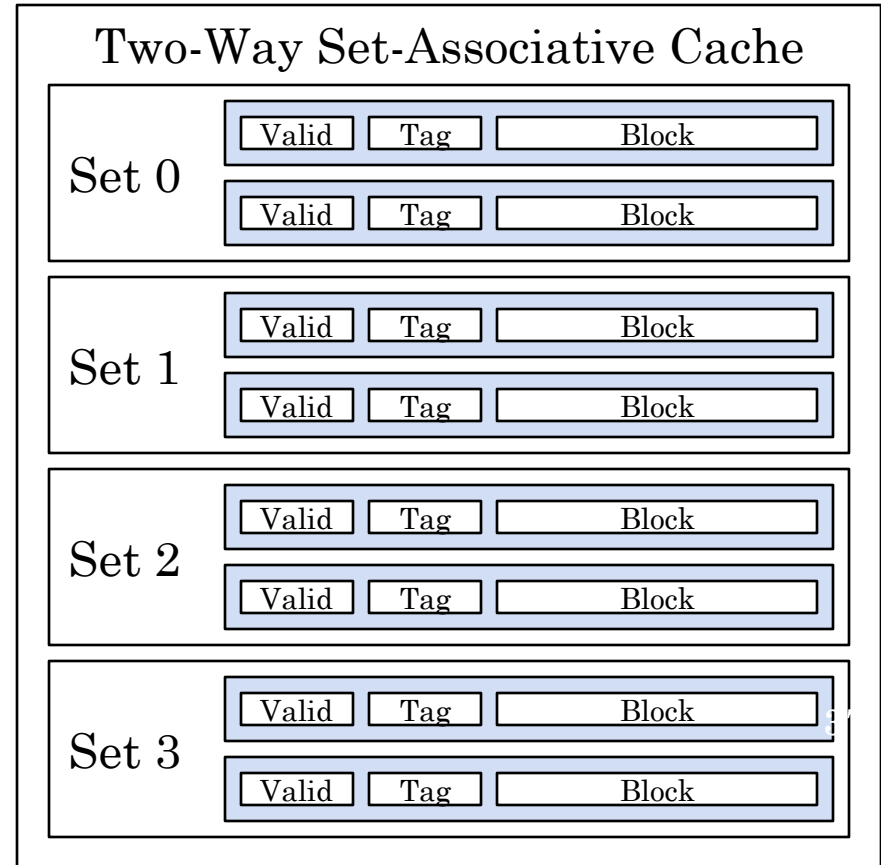 Two-Way Set-Associative Cache
Set 0
Valid Tag Block
Valid Tag Block
Set 1
Valid Tag Block
Valid Tag Block
Set 2
Valid Tag Block
Valid Tag Block
Set 3
Valid Tag Block
Valid Tag Block